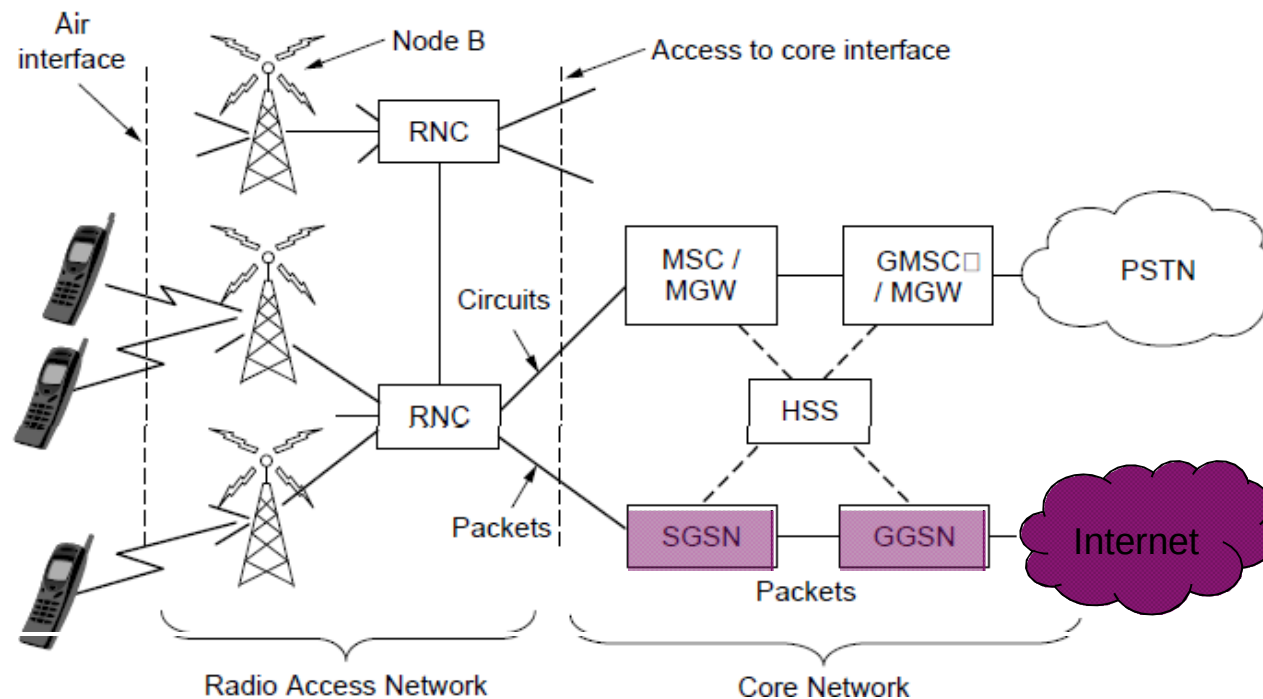 Air
interface
Node B
Access to core interface
RNC
MSC /
MGW
GMSC□
/ MGW
PSTN
Circuits
RNC
HSS
Packets
SGSN
GGSN
Internet
Packets
Radio Access Network
Core Network